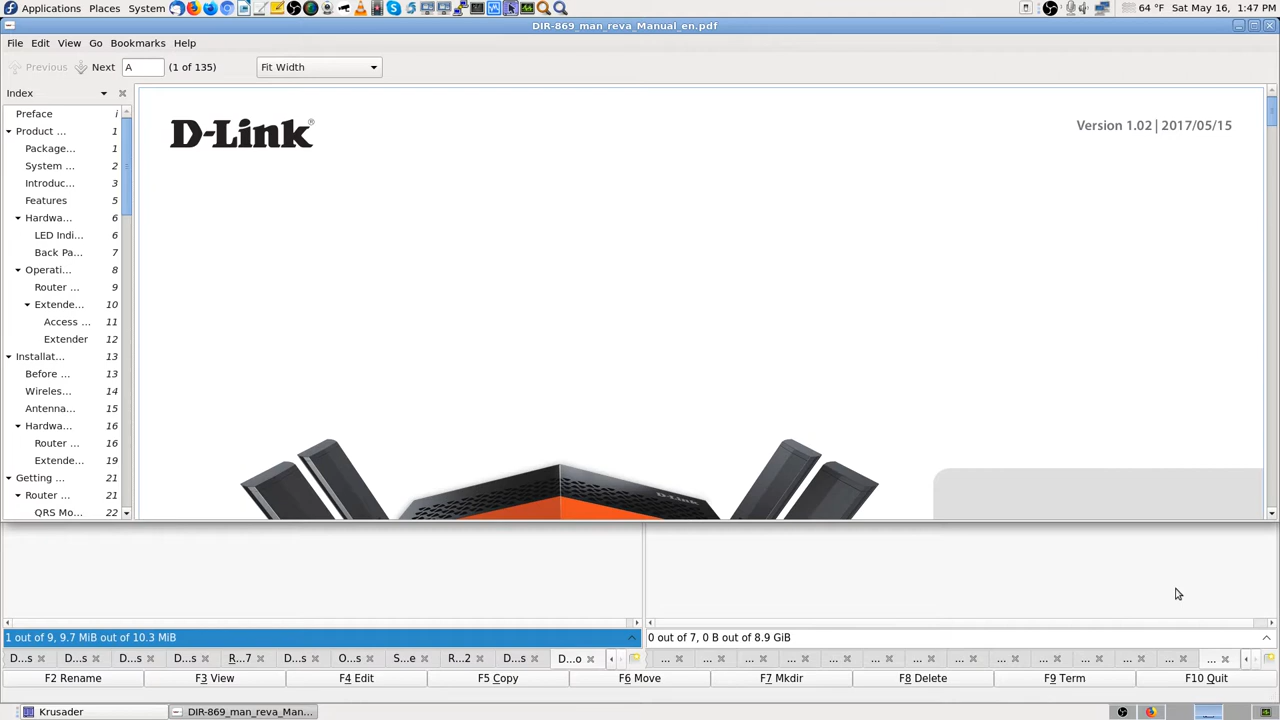 Applications Places System 64 °F Sat May 16, 1:47 PM
DIR-869_man_reva_Manual_en.pdf
File Edit View Go Bookmarks Help
Previous Next A (1 of 135) Fit Width
Index
Preface i
Product ... 1
Package... 1
System ... 2
Introduc... 3
Features 5
Hardwa... 6
LED Indi... 6
Back Pa... 7
Operati... 8
Router ... 9
Extende... 10
Access ... 11
Extender 12
Installat... 13
Before ... 13
Wireles... 14
Antenna... 15
Hardwa... 16
Router ... 16
Extende... 19
Getting ... 21
Router ... 21
QRS Mo... 22
D-Link®
Version 1.02 | 2017/05/15
D-Link
1 out of 9, 9.7 MiB out of 10.3 MiB
0 out of 7, 0 B out of 8.9 GiB
D...s D...s D...s D...s R...7 D...s O...s S...e R...2 D...s D...o ... ... ... ... ... ... ... ... ... ... ... ... ... ...
F2 Rename F3 View F4 Edit F5 Copy F6 Move F7 Mkdir F8 Delete F9 Term F10 Quit
Krusader DIR-869_man_reva_Man...